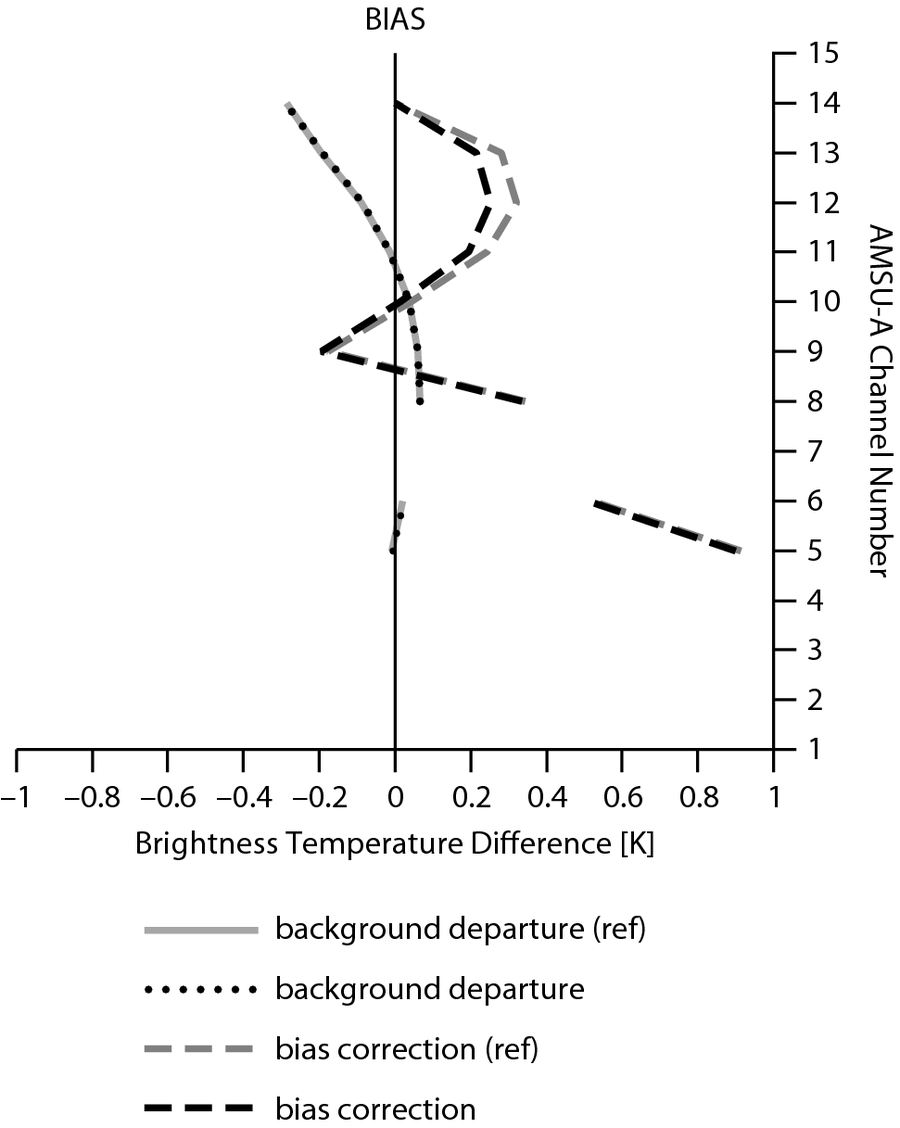 BIAS
15
14
13
12
11
10
9
8
7
6
5
4
3
2
1
AMSU-A Channel Number
–1 –0.8 –0.6 –0.4 –0.2 0 0.2 0.4 0.6 0.8 1
Brightness Temperature Difference [K]
background departure (ref)
background departure
bias correction (ref)
bias correction